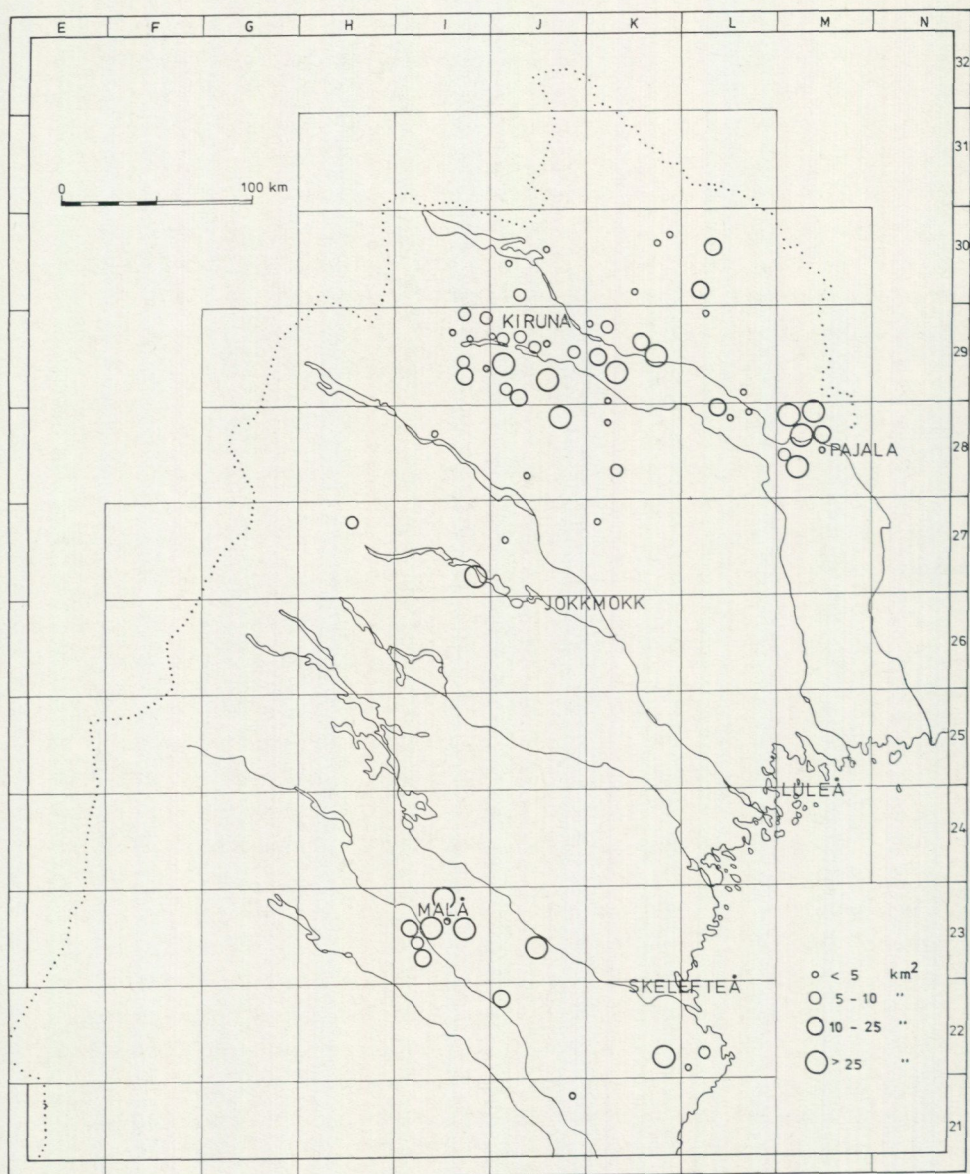 E F G H I J K L M N
32
31
0 100 km
30
KIRUNA 29
28
PAJALA
27
JOKKMOKK
26
25
LULEÅ
24
MALÅ 23
SKELEFTEÅ
< 5 km²
5 - 10 "
10 - 25 "
> 25 "
22
21